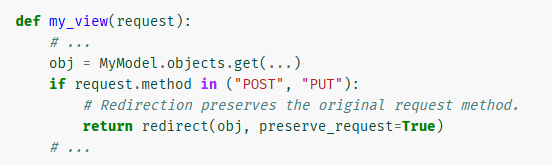 def my_view(request):
    # ...
    obj = MyModel.objects.get(...)
    if request.method in ("POST", "PUT"):
        # Redirection preserves the original request method.
        return redirect(obj, preserve_request=True)
    # ...